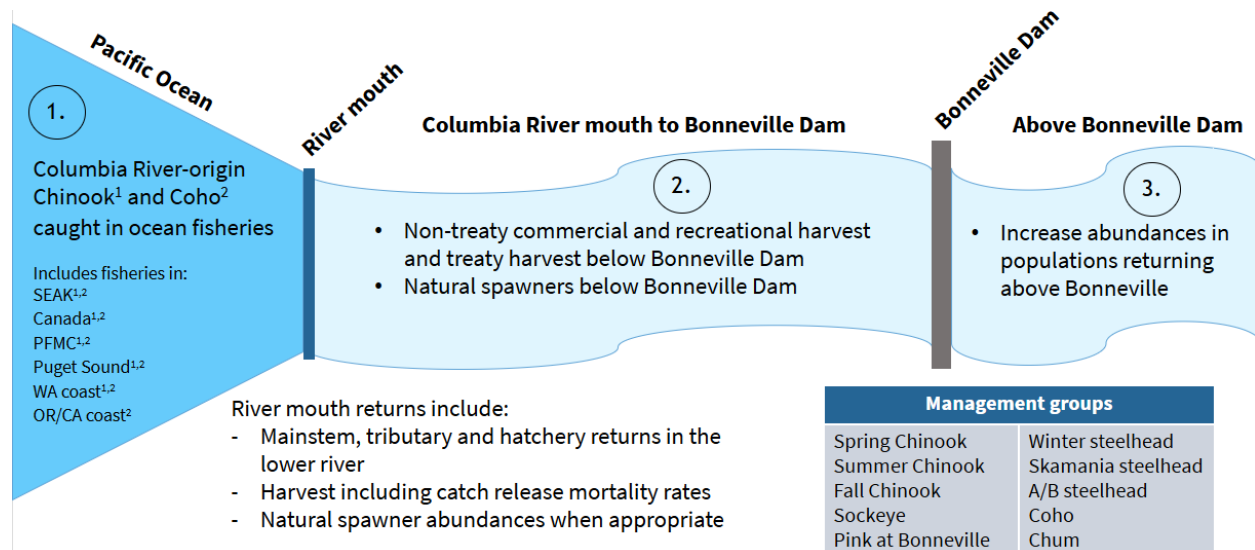 Pacific Ocean
1.
Columbia River-origin
Chinook¹ and Coho²
caught in ocean fisheries
Includes fisheries in:
SEAK¹,²
Canada¹,²
PFMC¹,²
Puget Sound¹,²
WA coast¹,²
OR/CA coast²
River mouth
Columbia River mouth to Bonneville Dam
2.
• Non-treaty commercial and recreational harvest
and treaty harvest below Bonneville Dam
• Natural spawners below Bonneville Dam
Bonneville Dam
Above Bonneville Dam
3.
• Increase abundances in
populations returning
above Bonneville
River mouth returns include:
- Mainstem, tributary and hatchery returns in the
lower river
- Harvest including catch release mortality rates
- Natural spawner abundances when appropriate
Management groups
Spring Chinook Winter steelhead
Summer Chinook Skamania steelhead
Fall Chinook A/B steelhead
Sockeye Coho
Pink at Bonneville Chum